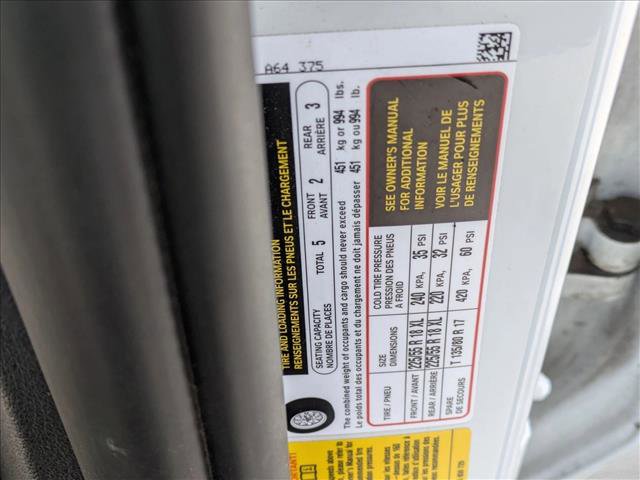 A64 375
TIRE AND LOADING INFORMATION
RENSEIGNEMENTS SUR LES PNEUS ET LE CHARGEMENT
SEATING CAPACITY
NOMBRE DE PLACES
TOTAL 5
FRONT
AVANT 2
REAR
ARRIÈRE 3
The combined weight of occupants and cargo should never exceed 451 kg or 994 lbs.
Le poids total des occupants et du chargement ne doit jamais dépasser 451 kg ou 994 lb.
TIRE / PNEU
SIZE
DIMENSIONS
COLD TIRE PRESSURE
PRESSION DES PNEUS
A FROID
FRONT / AVANT 225/55 R 18 XL 240 KPA, 35 PSI
REAR / ARRIÈRE 225/55 R 18 XL 220 KPA, 32 PSI
SPARE
DE SECOURS
T 135/80 R 17 420 KPA, 60 PSI
SEE OWNER'S MANUAL
FOR ADDITIONAL
INFORMATION
VOIR LE MANUEL DE
L'USAGER POUR PLUS
DE RENSEIGNEMENTS